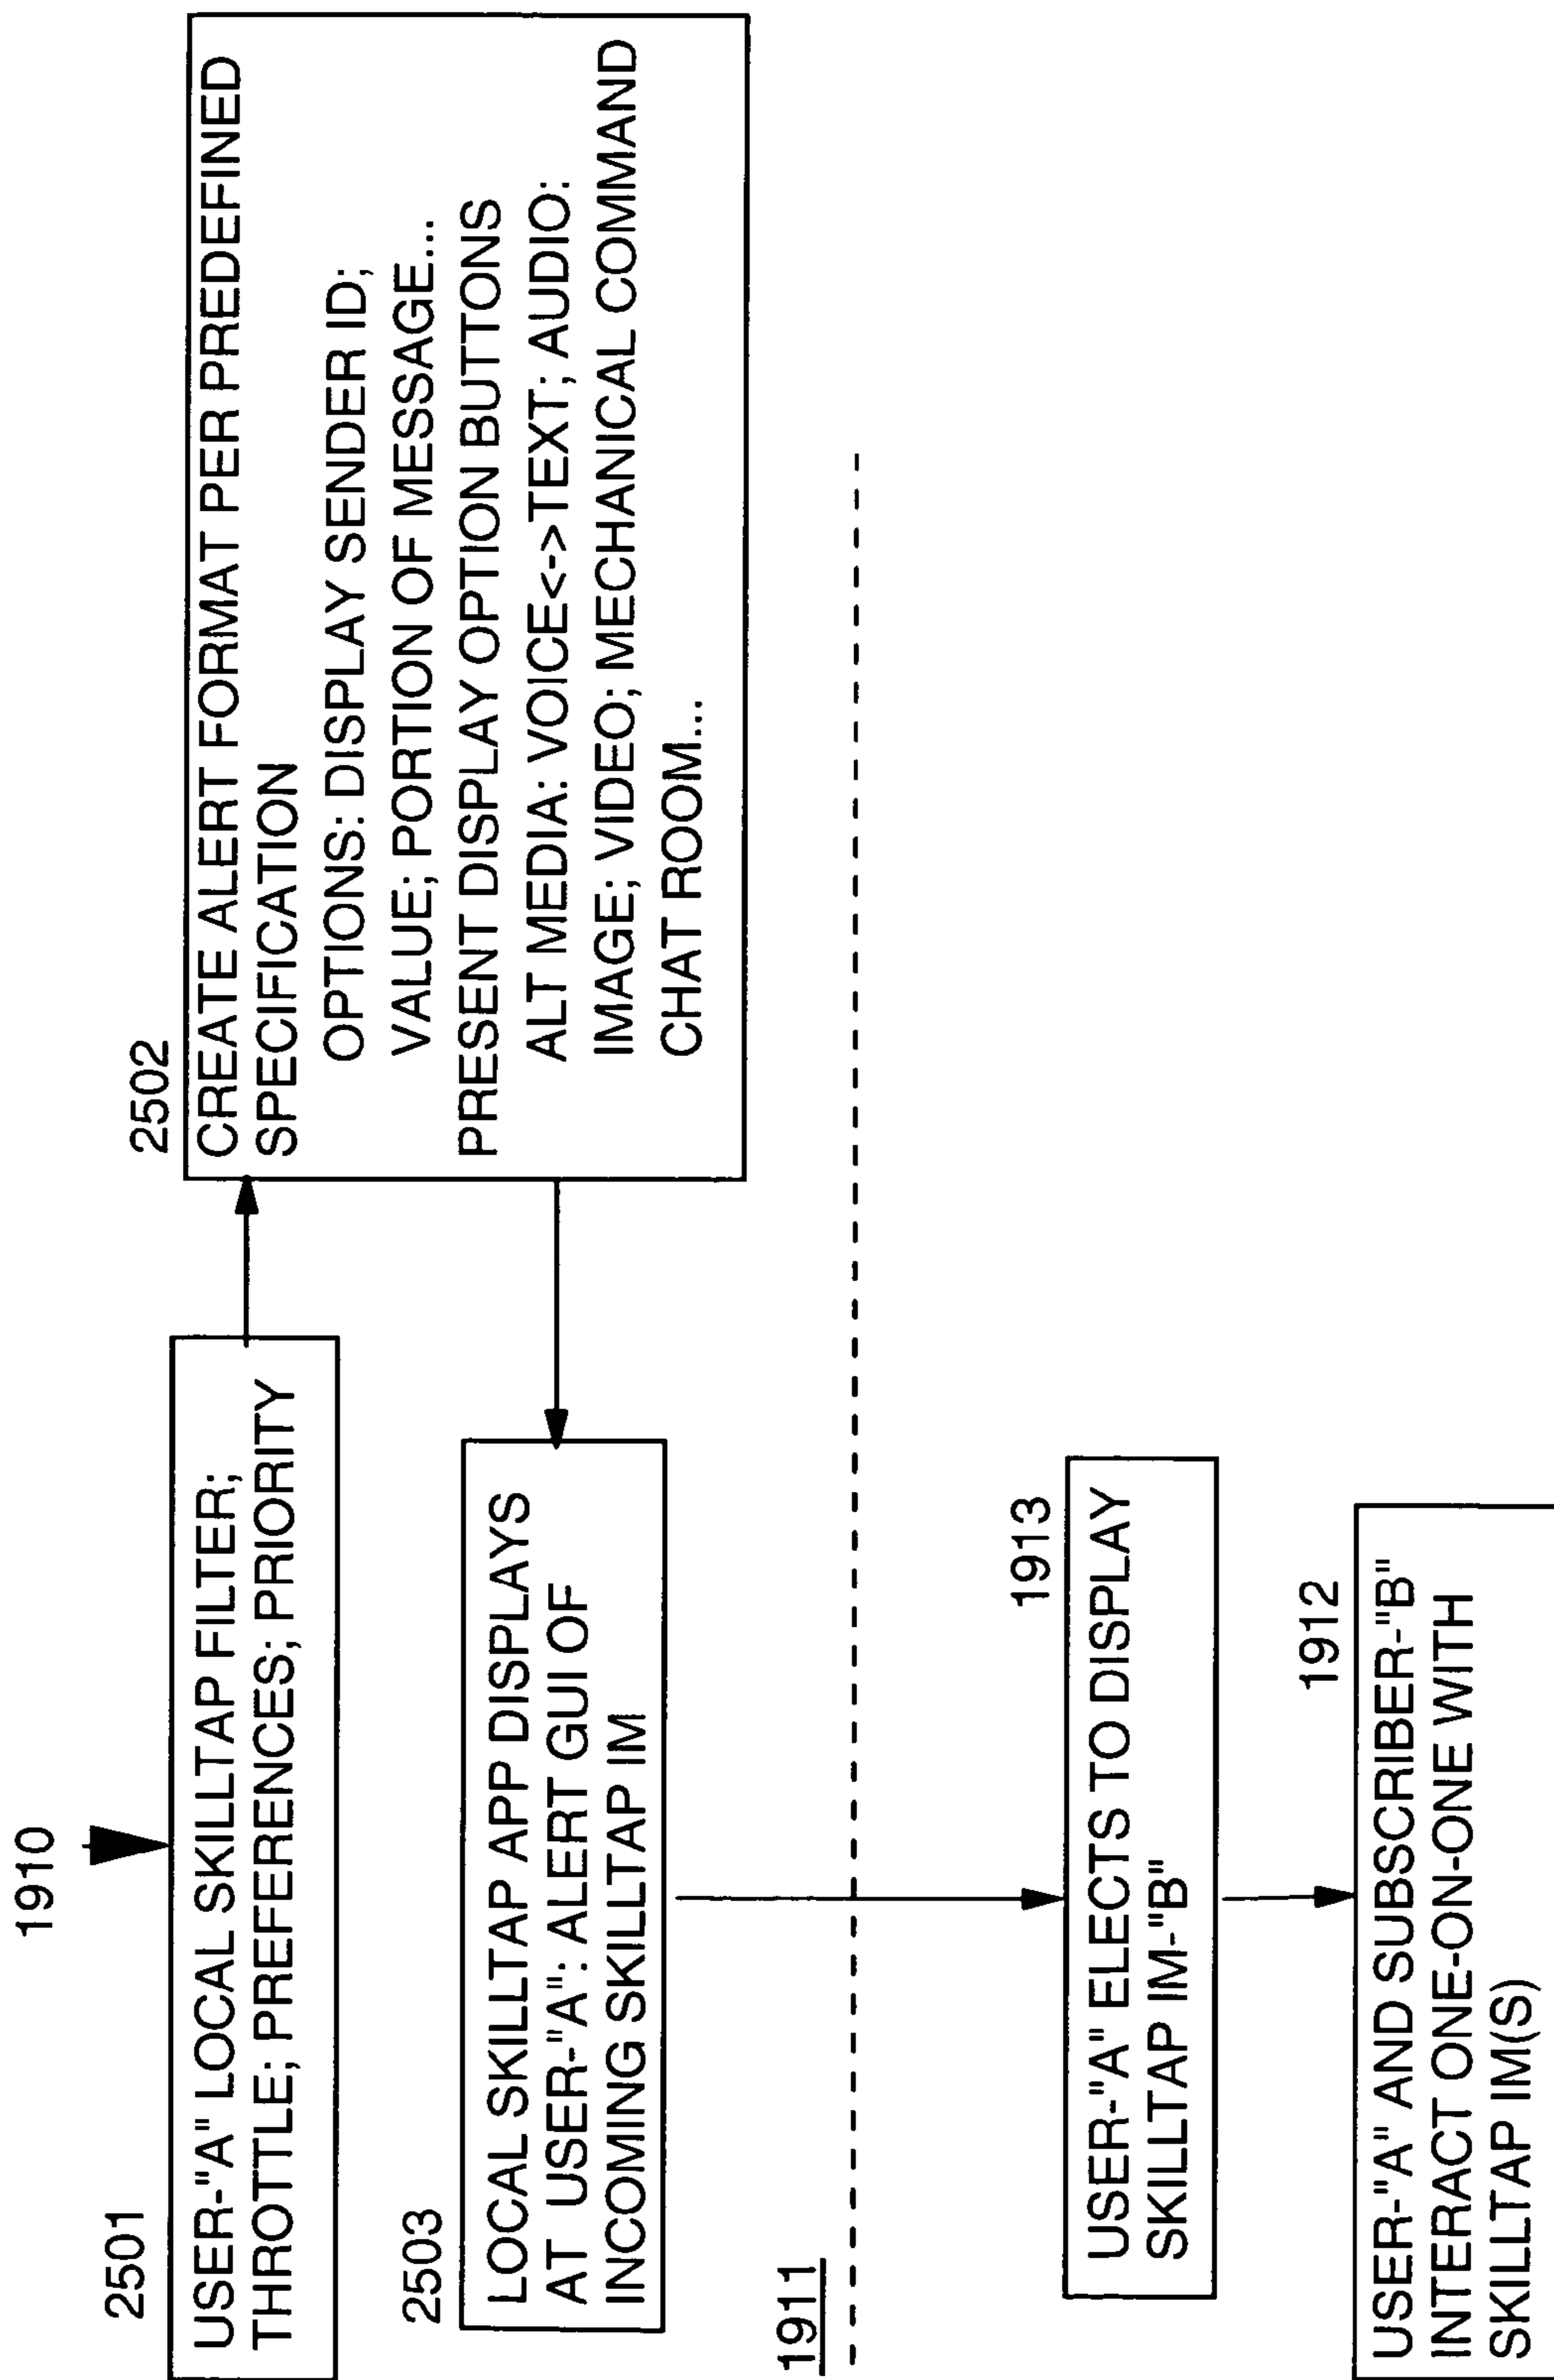 1910
2501
USER-"A" LOCAL SKILLTAP FILTER;
THROTTLE; PREFERENCES; PRIORITY
2502
CREATE ALERT FORMAT PER PREDEFINED
SPECIFICATION
OPTIONS: DISPLAY SENDER ID;
VALUE; PORTION OF MESSAGE...
PRESENT DISPLAY OPTION BUTTONS
ALT MEDIA: VOICE<->TEXT; AUDIO:
IMAGE; VIDEO; MECHANICAL COMMAND
CHAT ROOM...
2503
LOCAL SKILLTAP APP DISPLAYS
AT USER-"A": ALERT GUI OF
INCOMING SKILLTAP IM
1911
1913
USER-"A" ELECTS TO DISPLAY
SKILLTAP IM-"B"
1912
USER-"A" AND SUBSCRIBER-"B"
INTERACT ONE-ON-ONE WITH
SKILLTAP IM(S)